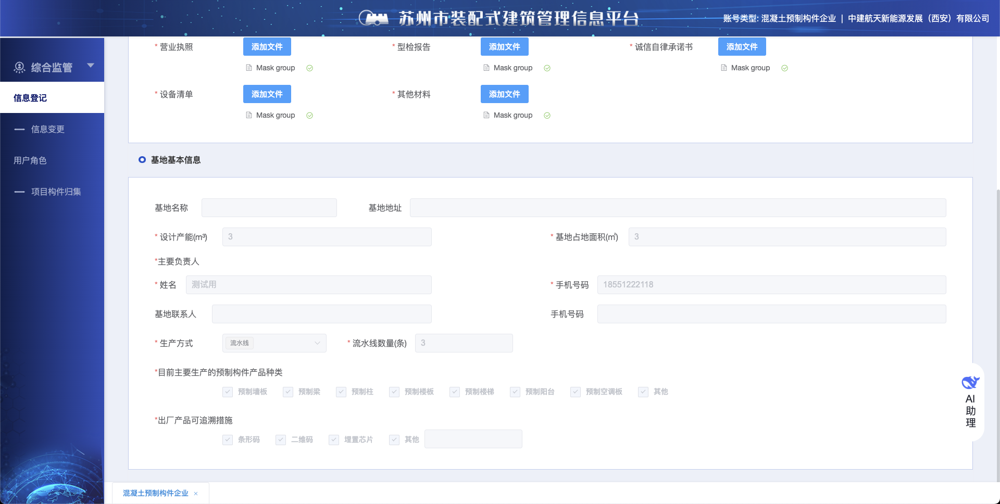 苏州市装配式建筑管理信息平台
账号类型: 混凝土预制构件企业 | 中建航天新能源发展（西安）有限公司
综合监管
信息登记
信息变更
用户角色
项目构件归集
* 营业执照 添加文件 * 型检报告 添加文件 * 诚信自律承诺书 添加文件
Mask group Mask group Mask group
* 设备清单 添加文件 * 其他材料 添加文件
Mask group Mask group
基地基本信息
基地名称 基地地址
* 设计产能(m³) 3 * 基地占地面积(㎡) 3
*主要负责人
* 姓名 测试用 * 手机号码 18551222118
基地联系人 手机号码
* 生产方式 流水线 * 流水线数量(条) 3
*目前主要生产的预制构件产品种类
预制墙板 预制梁 预制柱 预制楼板 预制楼梯 预制阳台 预制空调板 其他
*出厂产品可追溯措施
条形码 二维码 埋置芯片 其他
AI
助
理
混凝土预制构件企业 ×